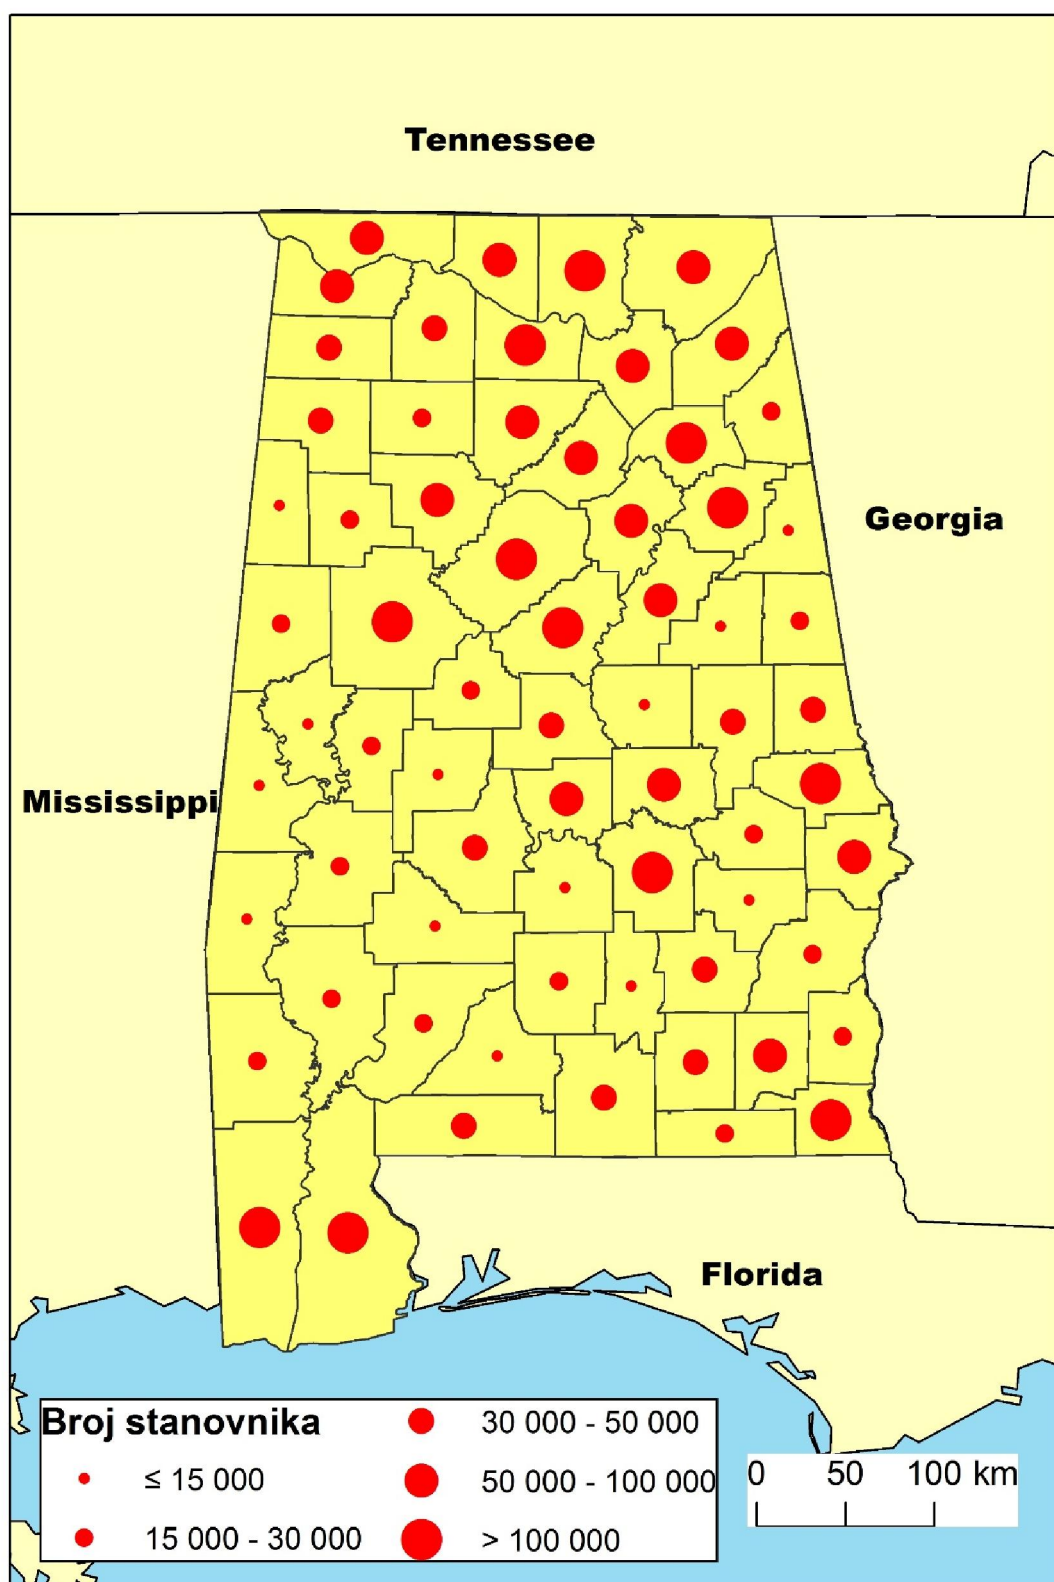 Tennessee
Georgia
Mississippi
Florida
Broj stanovnika
≤ 15 000
15 000 - 30 000
30 000 - 50 000
50 000 - 100 000
> 100 000
0 50 100 km